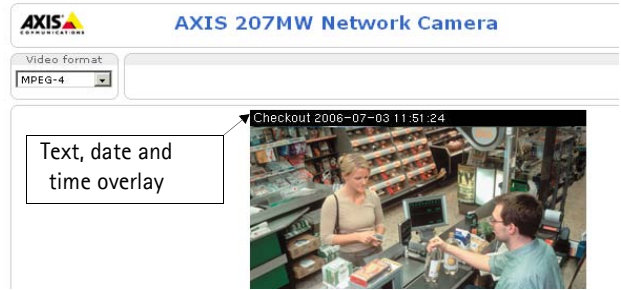 AXIS
COMMUNICATIONS
AXIS 207MW Network Camera
Video format
MPEG-4
Checkout 2006-07-03 11:51:24
Text, date and
time overlay